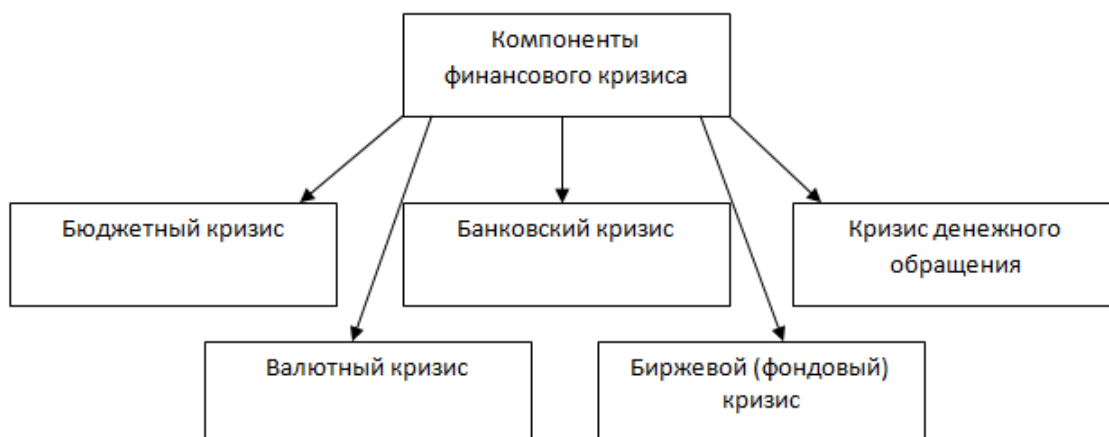 Компоненты
финансового кризиса
Бюджетный кризис
Банковский кризис
Кризис денежного
обращения
Валютный кризис
Биржевой (фондовый)
кризис